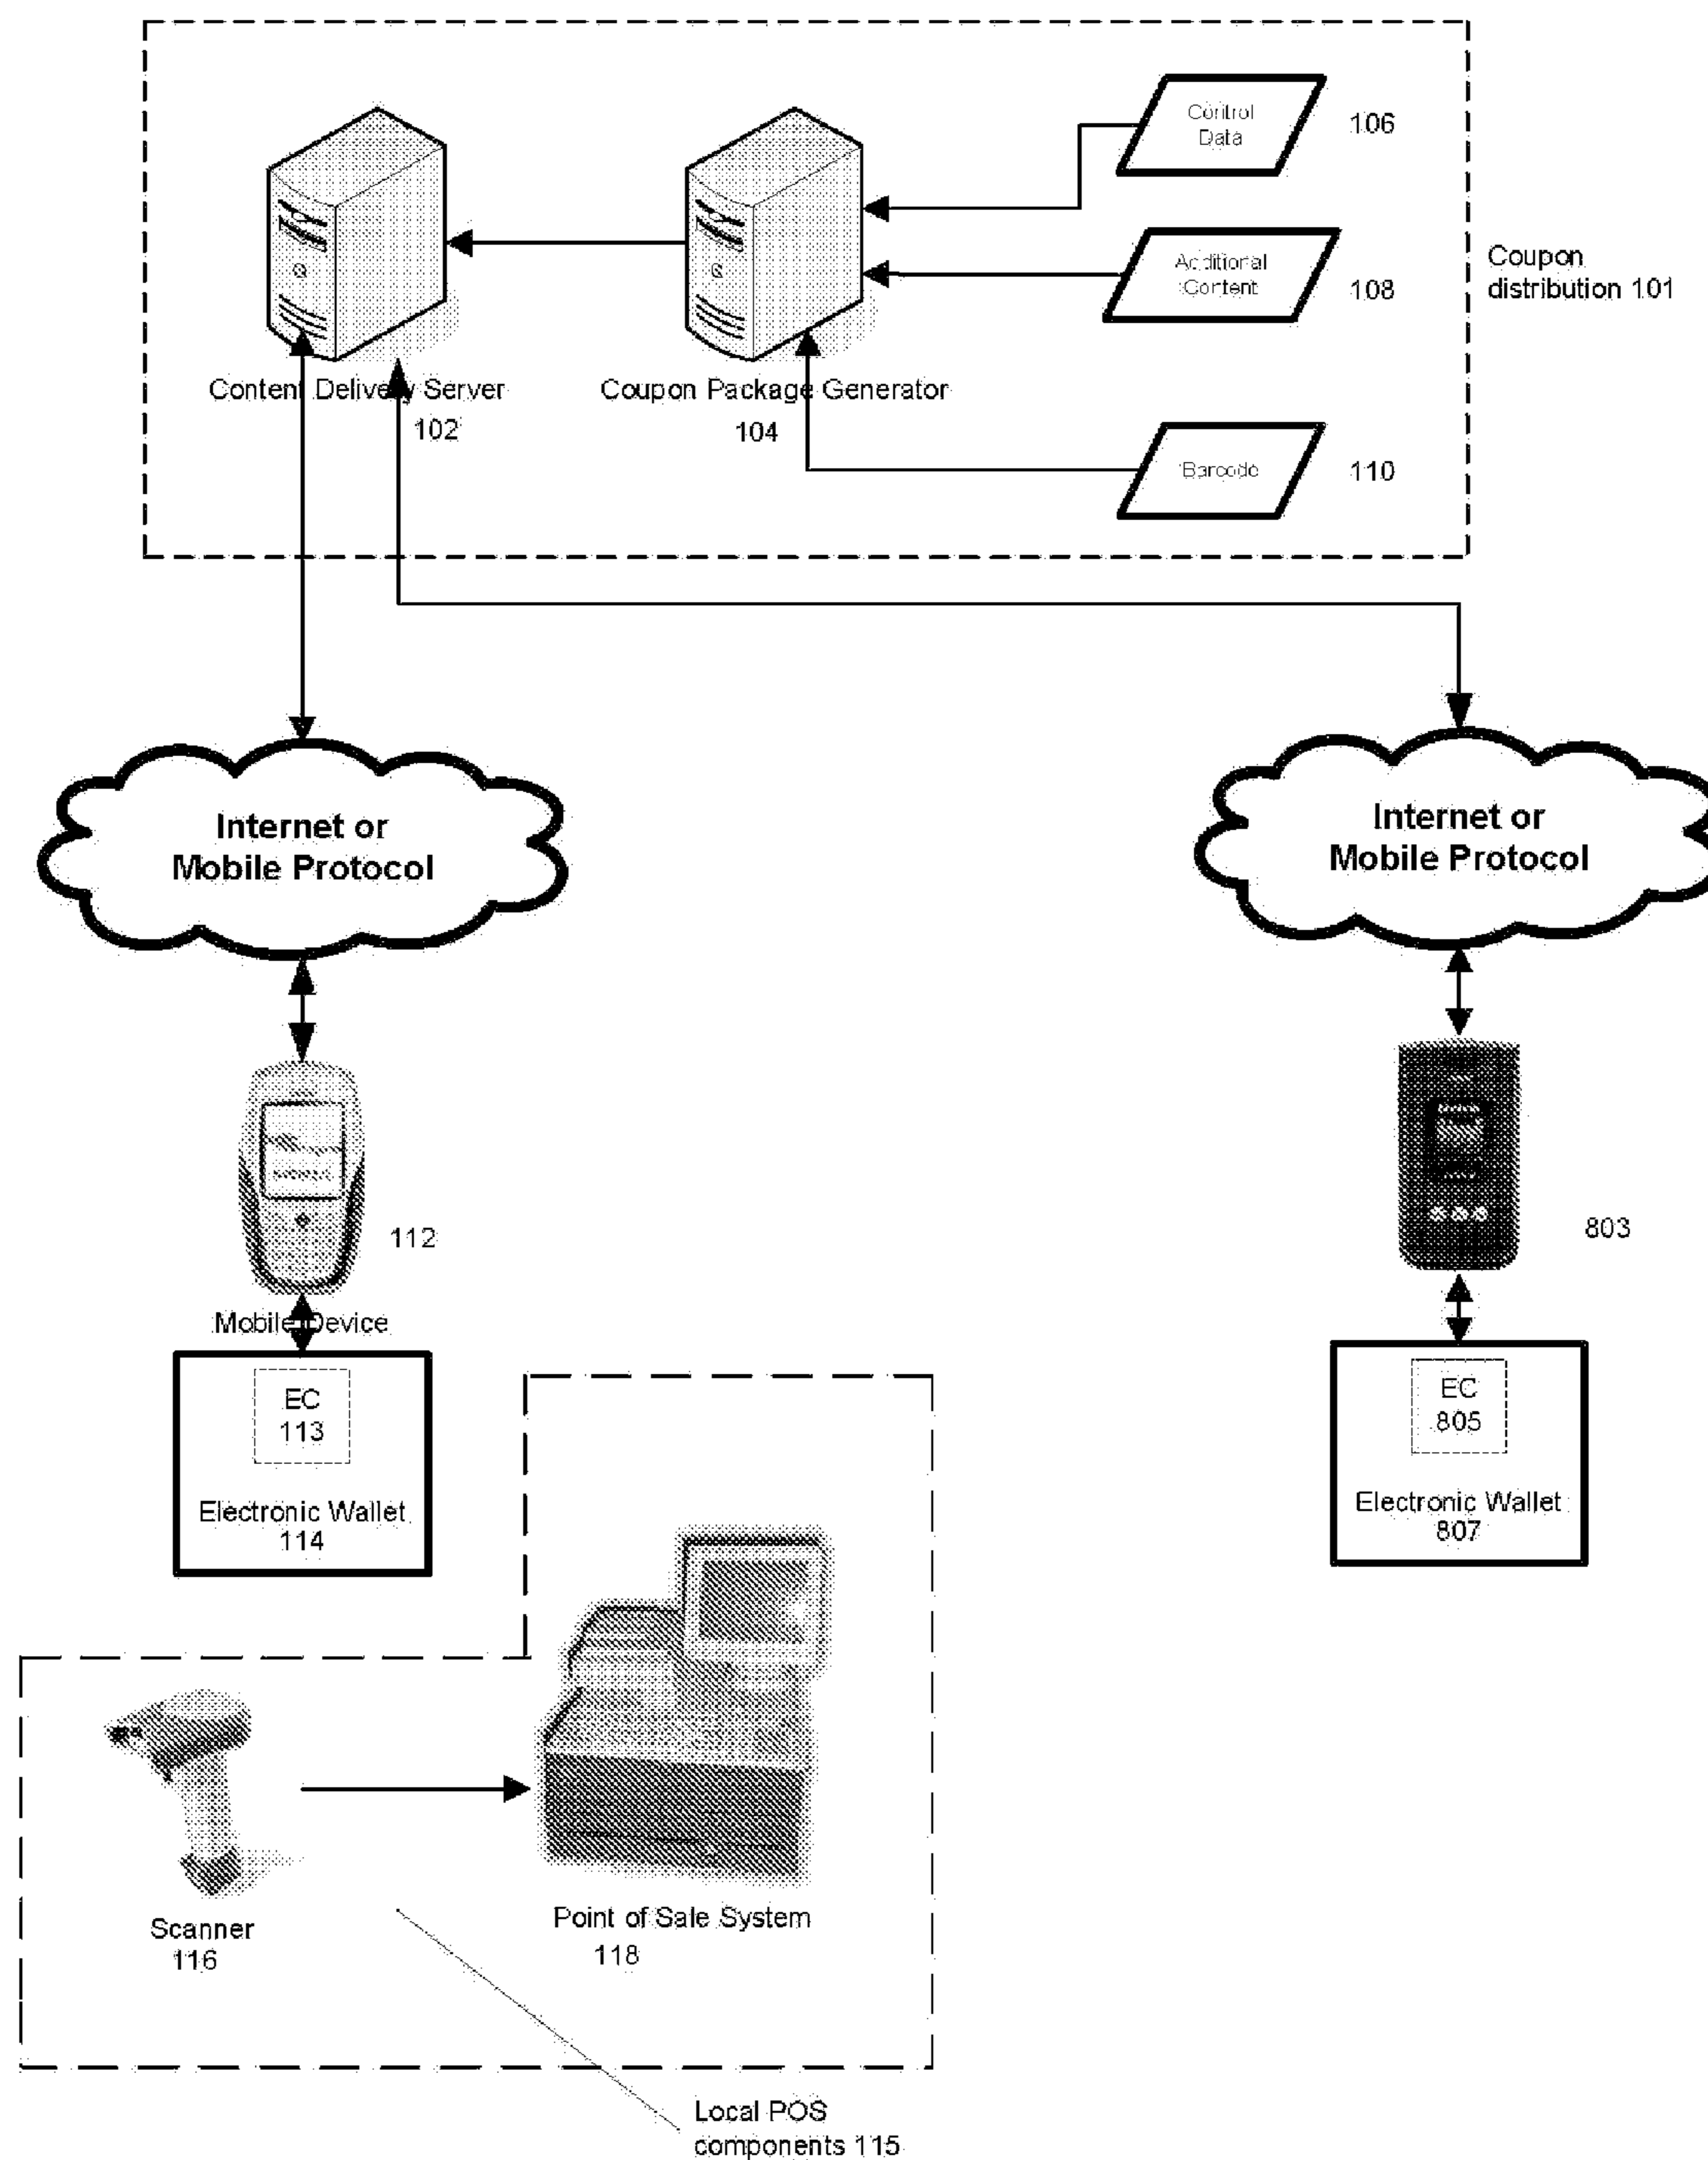 Control
Data
106
Additional
Content
108
Coupon
distribution 101
Content Delivery Server
102
Coupon Package Generator
104
Barcode
110
Internet or
Mobile Protocol
Internet or
Mobile Protocol
112
Mobile Device
803
EC
113
Electronic Wallet
114
EC
805
Electronic Wallet
807
Scanner
116
Point of Sale System
118
Local POS
components 115